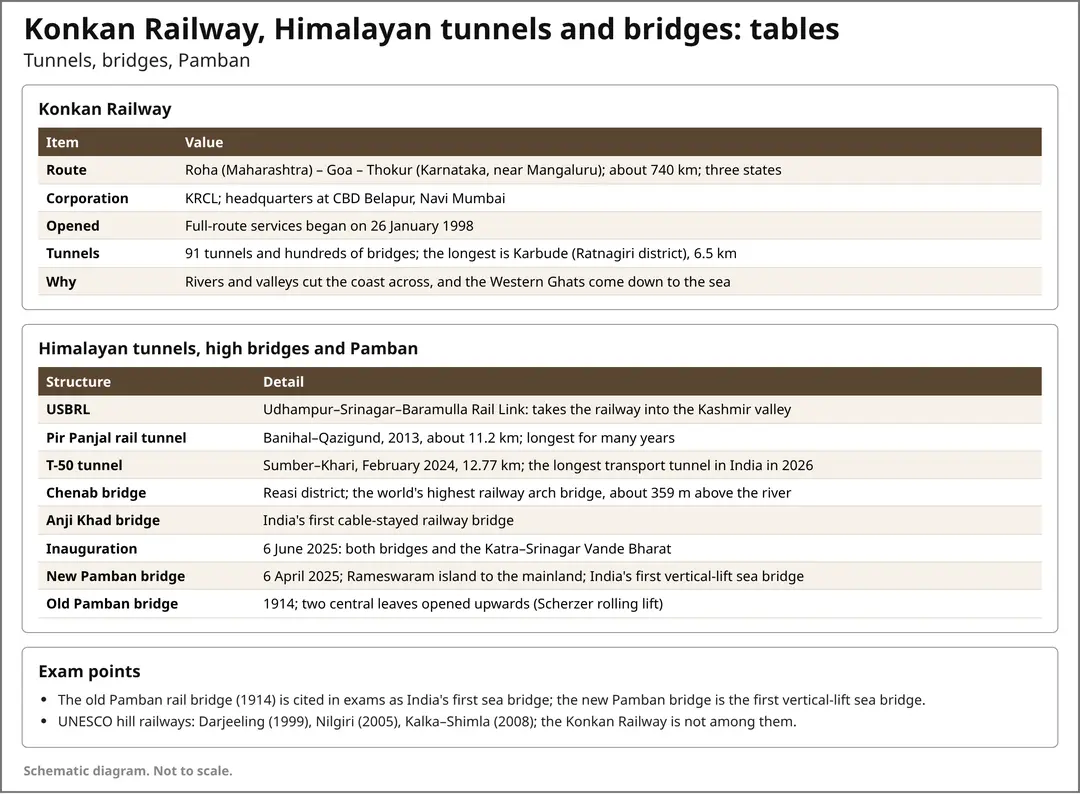 Konkan Railway, Himalayan tunnels and bridges: tables
Tunnels, bridges, Pamban
Konkan Railway
Item Value
Route Roha (Maharashtra) – Goa – Thokur (Karnataka, near Mangaluru); about 740 km; three states
Corporation KRCL; headquarters at CBD Belapur, Navi Mumbai
Opened Full-route services began on 26 January 1998
Tunnels 91 tunnels and hundreds of bridges; the longest is Karbude (Ratnagiri district), 6.5 km
Why Rivers and valleys cut the coast across, and the Western Ghats come down to the sea
Himalayan tunnels, high bridges and Pamban
Structure Detail
USBRL Udhampur–Srinagar–Baramulla Rail Link: takes the railway into the Kashmir valley
Pir Panjal rail tunnel Banihal–Qazigund, 2013, about 11.2 km; longest for many years
T-50 tunnel Sumber–Khari, February 2024, 12.77 km; the longest transport tunnel in India in 2026
Chenab bridge Reasi district; the world's highest railway arch bridge, about 359 m above the river
Anji Khad bridge India's first cable-stayed railway bridge
Inauguration 6 June 2025: both bridges and the Katra–Srinagar Vande Bharat
New Pamban bridge 6 April 2025; Rameswaram island to the mainland; India's first vertical-lift sea bridge
Old Pamban bridge 1914; two central leaves opened upwards (Scherzer rolling lift)
Exam points
• The old Pamban rail bridge (1914) is cited in exams as India's first sea bridge; the new Pamban bridge is the first vertical-lift sea bridge.
• UNESCO hill railways: Darjeeling (1999), Nilgiri (2005), Kalka–Shimla (2008); the Konkan Railway is not among them.
Schematic diagram. Not to scale.